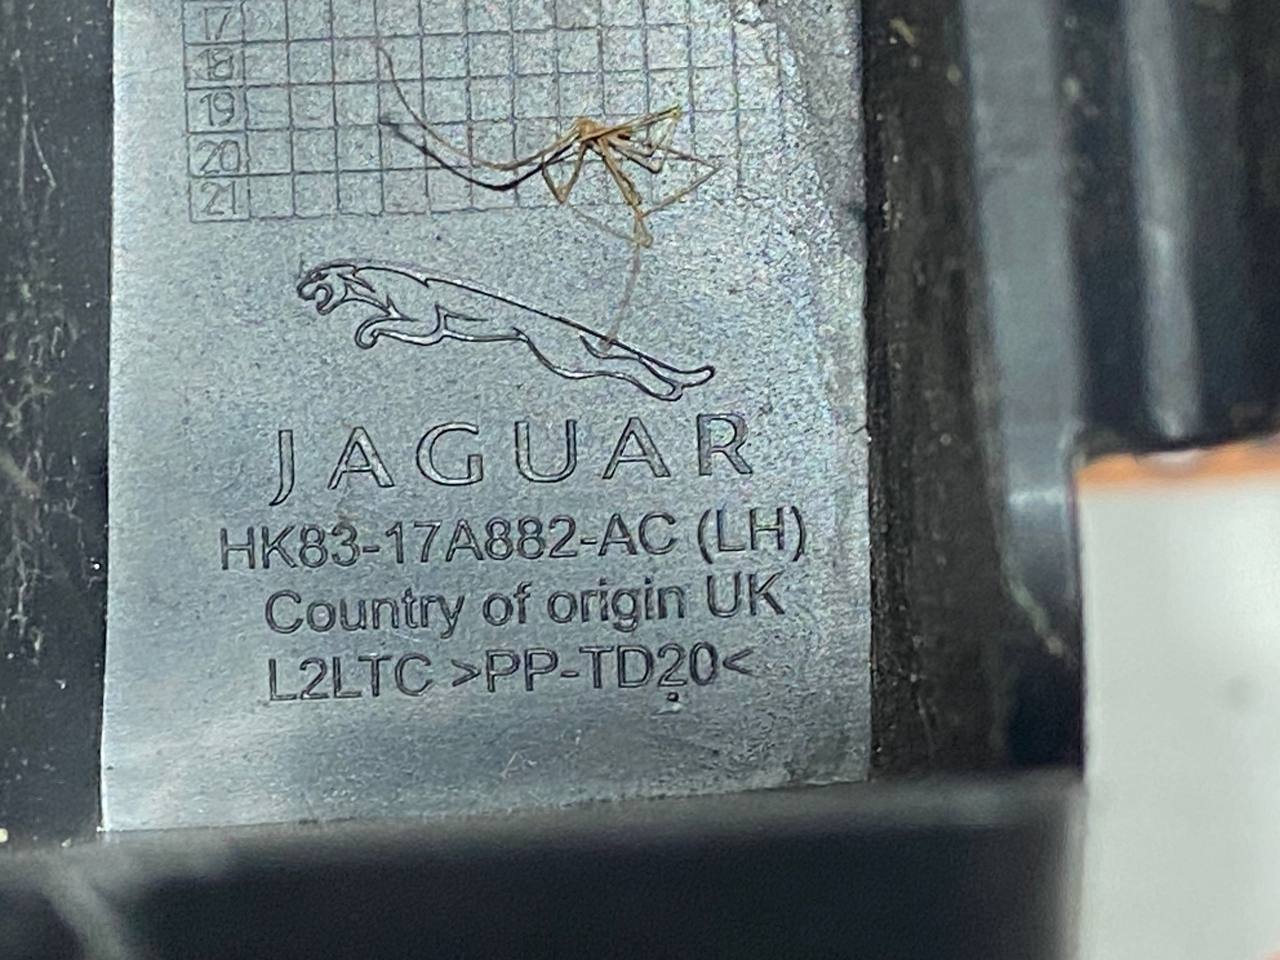 17
18
19
20
21
JAGUAR
HK83-17A882-AC (LH)
Country of origin UK
L2LTC >PP-TD20<